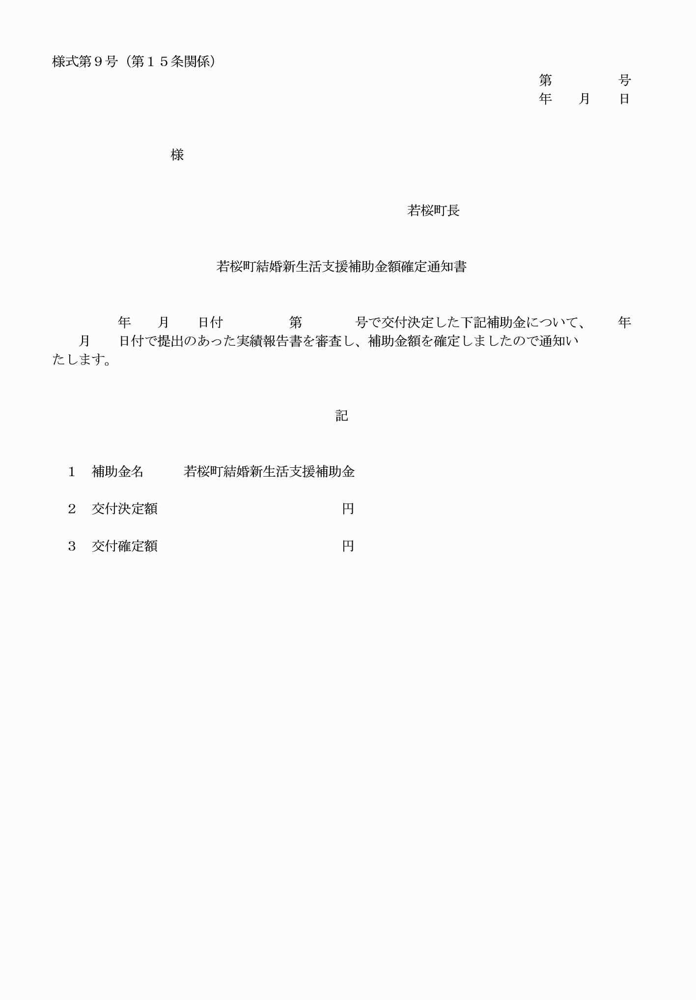 様式第９号（第１５条関係）
第　　　　　号
年　　月　　日
様
若桜町長
若桜町結婚新生活支援補助金額確定通知書
年　　月　　日付　　　　　第　　　　号で交付決定した下記補助金について、　　年
月　　日付で提出のあった実績報告書を審査し、補助金額を確定しましたので通知い
たします。
記
１　補助金名　　　若桜町結婚新生活支援補助金
２　交付決定額　　　　　　　　　　　　　　円
３　交付確定額　　　　　　　　　　　　　　円